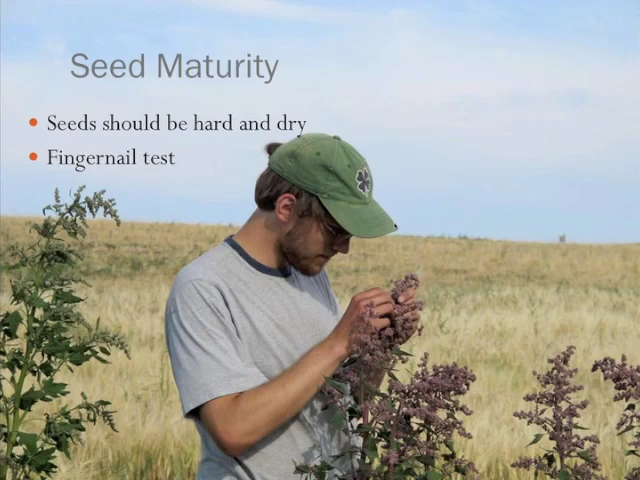 Seed Maturity
Seeds should be hard and dry
Fingernail test